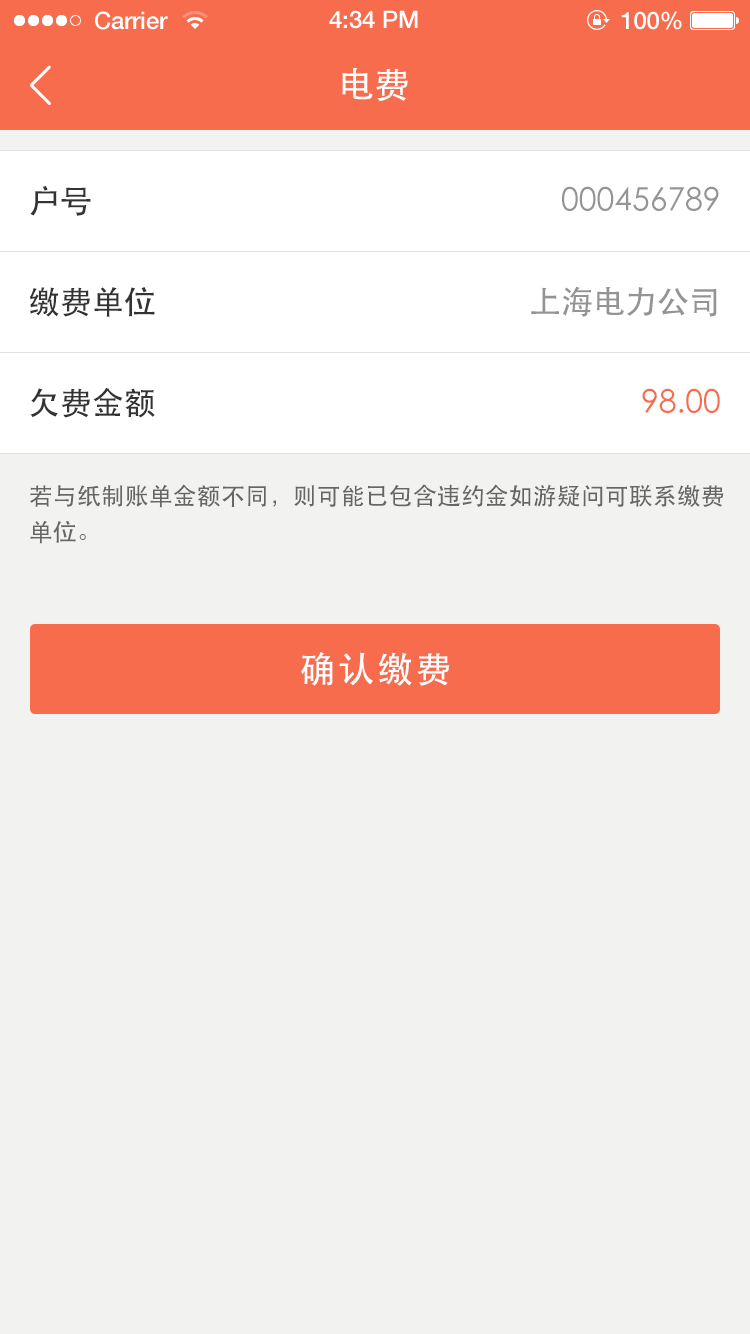 Carrier 4:34 PM 100%
电费
户号 000456789
缴费单位 上海电力公司
欠费金额 98.00
若与纸制账单金额不同，则可能已包含违约金如游疑问可联系缴费
单位。
确认缴费